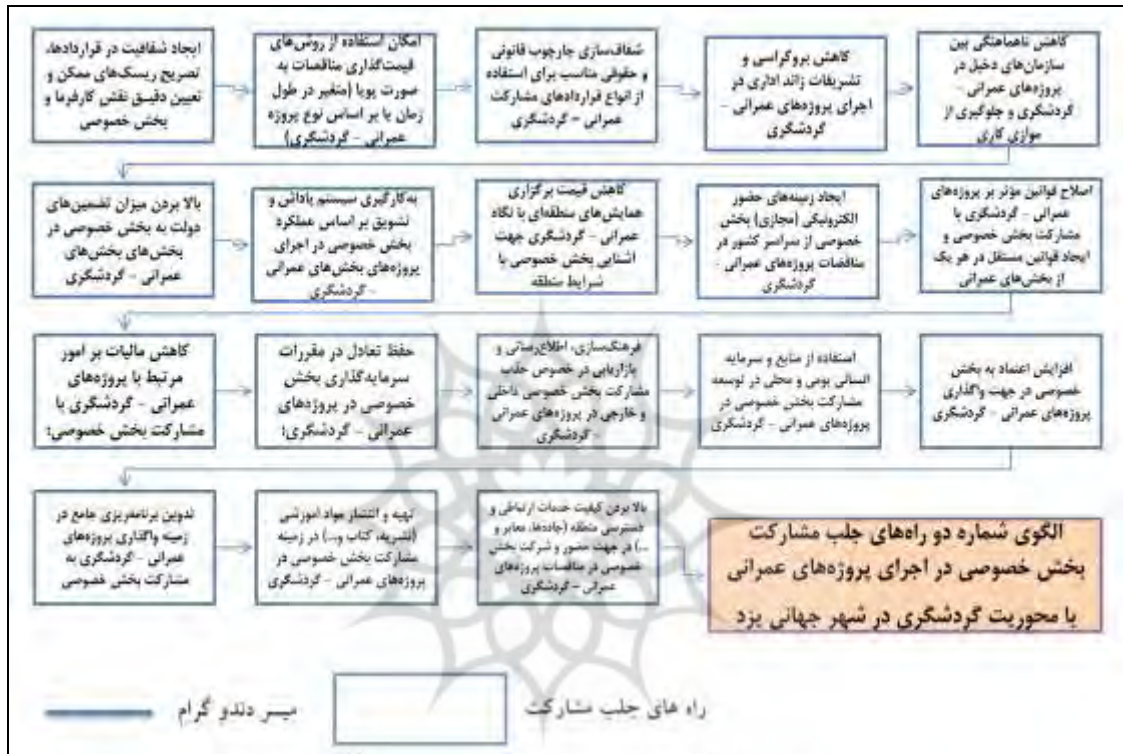 ایجاد شفافیت در قراردادها،
تصریح ریسک‌های ممکن و
تعیین دقیق نقش کارفرما و
بخش خصوصی
امکان استفاده از روش‌های
قیمت‌گذاری مناقصات به
صورت پویا (متغیر در طول
زمان یا بر اساس نوع پروژه
عمرانی – گردشگری)
شفاف‌سازی چارچوب قانونی
و حقوقی مناسب برای استفاده
از انواع قراردادهای مشارکت
عمرانی – گردشگری
کاهش بروکراسی و
تشریفات زائد اداری در
اجرای پروژه‌های عمرانی –
گردشگری
کاهش ناهماهنگی بین
سازمان‌های دخیل در
پروژه‌های عمرانی –
گردشگری و جلوگیری از
موازی کاری
بالا بردن میزان تضمین‌های
دولت به بخش خصوصی در
بخش‌های بخش‌های
عمرانی – گردشگری
به‌کارگیری سیستم پاداش و
تشویق بر اساس عملکرد
بخش خصوصی در اجرای
پروژه‌های بخش‌های عمرانی
– گردشگری
کاهش قیمت برگزاری
همایش‌های منطقه‌ای با نگاه
عمرانی – گردشگری جهت
آشنایی بخش خصوصی با
شرایط منطقه
ایجاد زمینه‌های حضور
الکترونیکی (مجازی) بخش
خصوصی از سراسر کشور در
مناقصات پروژه‌های عمرانی –
گردشگری
اصلاح قوانین مؤثر بر پروژه‌های
عمرانی – گردشگری با
مشارکت بخش خصوصی و
ایجاد قوانین مستقل در هر یک
از بخش‌های عمرانی
کاهش مالیات بر امور
مرتبط با پروژه‌های
عمرانی – گردشگری با
مشارکت بخش خصوصی؛
حفظ تعادل در مقررات
سرمایه‌گذاری بخش
خصوصی در پروژه‌های
عمرانی – گردشگری؛
فرهنگ‌سازی، اطلاع‌رسانی و
بازاریابی در خصوص جذب
مشارکت بخش خصوصی داخلی
و خارجی در پروژه‌های عمرانی
– گردشگری
استفاده از منابع و سرمایه
انسانی بومی و محلی در توسعه
مشارکت بخش خصوصی در
پروژه‌های عمرانی – گردشگری
افزایش اعتماد به بخش
خصوصی در جهت واگذاری
پروژه‌های عمرانی – گردشگری
تدوین برنامه‌ریزی جامع در
زمینه واگذاری پروژه‌های
عمرانی – گردشگری به
مشارکت بخش خصوصی
تهیه و انتشار مواد آموزشی
(نشریه، کتاب و...) در زمینه
مشارکت بخش خصوصی در
پروژه‌های عمرانی – گردشگری
بالا بردن کیفیت خدمات ارتباطی و
دسترسی منطقه (جاده‌ها، معابر و
...) در جهت حضور و شرکت بخش
خصوصی در مناقصات پروژه‌های
عمرانی – گردشگری
الگوی شماره دو راه‌های جلب مشارکت
بخش خصوصی در اجرای پروژه‌های عمرانی
با محوریت گردشگری در شهر جهانی یزد
راه های جلب مشارکت
مسیر دندو گرام